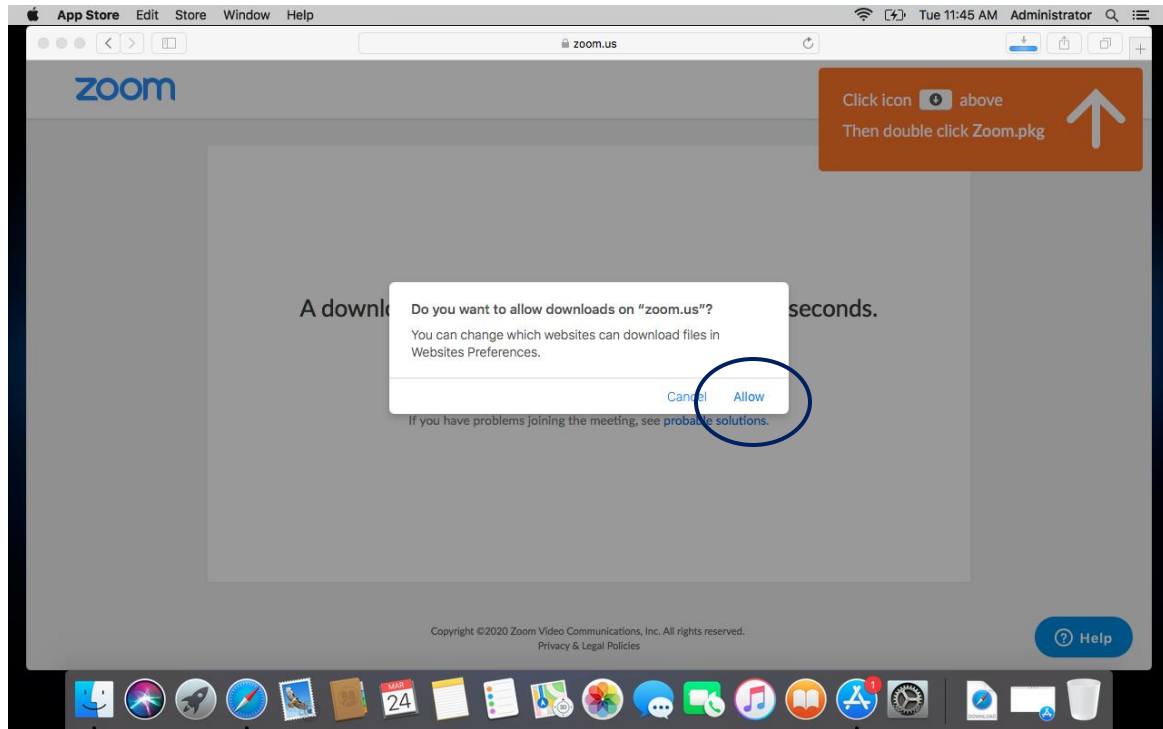 App Store Edit Store Window Help Tue 11:45 AM Administrator
zoom.us
zoom
Click icon above
Then double click Zoom.pkg
A downl seconds.
Do you want to allow downloads on “zoom.us”?
You can change which websites can download files in
Websites Preferences.
Cancel Allow
If you have problems joining the meeting, see probable solutions.
Copyright ©2020 Zoom Video Communications, Inc. All rights reserved.
Privacy & Legal Policies
Help
MAR
24
1
DOWNLOAD